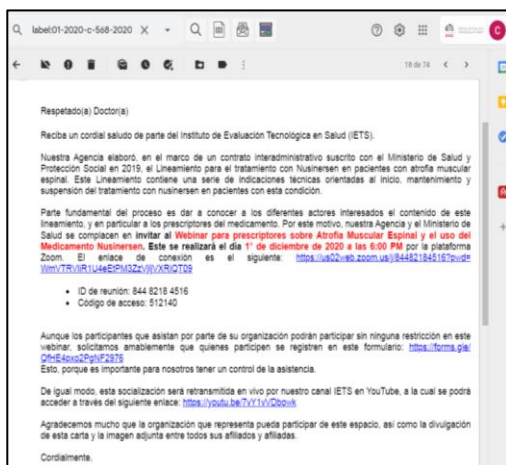 label:01-2020-c-568-2020
18 de 74
Respetado(a) Doctor(a)
Reciba un cordial saludo de parte del Instituto de Evaluación Tecnológica en Salud (IETS).
Nuestra Agencia elaboró, en el marco de un contrato interadministrativo suscrito con el Ministerio de Salud y
Protección Social en 2019, el Lineamiento para el tratamiento con Nusinersen en pacientes con atrofia muscular
espinal. Este Lineamiento contiene una serie de indicaciones técnicas orientadas al inicio, mantenimiento y
suspensión del tratamiento con nusinersen en pacientes con esta condición.
Parte fundamental del proceso es dar a conocer a los diferentes actores interesados el contenido de este
lineamiento, y en particular a los prescriptores del medicamento. Por este motivo, nuestra Agencia y el Ministerio de
Salud se complacen en invitar al Webinar para prescriptores sobre Atrofia Muscular Espinal y el uso del
Medicamento Nusinersen. Este se realizará el día 1° de diciembre de 2020 a las 6:00 PM por la plataforma
Zoom. El enlace de conexión es el siguiente: https://us02web.zoom.us/j/84482184516?pwd=
• ID de reunión: 844 8218 4516
• Código de acceso: 512140
Aunque los participantes que asistan por parte de su organización podrán participar sin ninguna restricción en este
webinar, solicitamos amablemente que quienes participen se registren en este formulario: https://forms.gle/
Esto, porque es importante para nosotros tener un control de la asistencia.
De igual modo, esta socialización será retransmitida en vivo por nuestro canal IETS en YouTube, a la cual se podrá
acceder a través del siguiente enlace: https://youtu.be/7vY1vVDbowk
Agradecemos mucho que la organización que representa pueda participar de este espacio, así como la divulgación
de esta carta y la imagen adjunta entre todos sus afiliados y afiliadas.
Cordialmente.
C